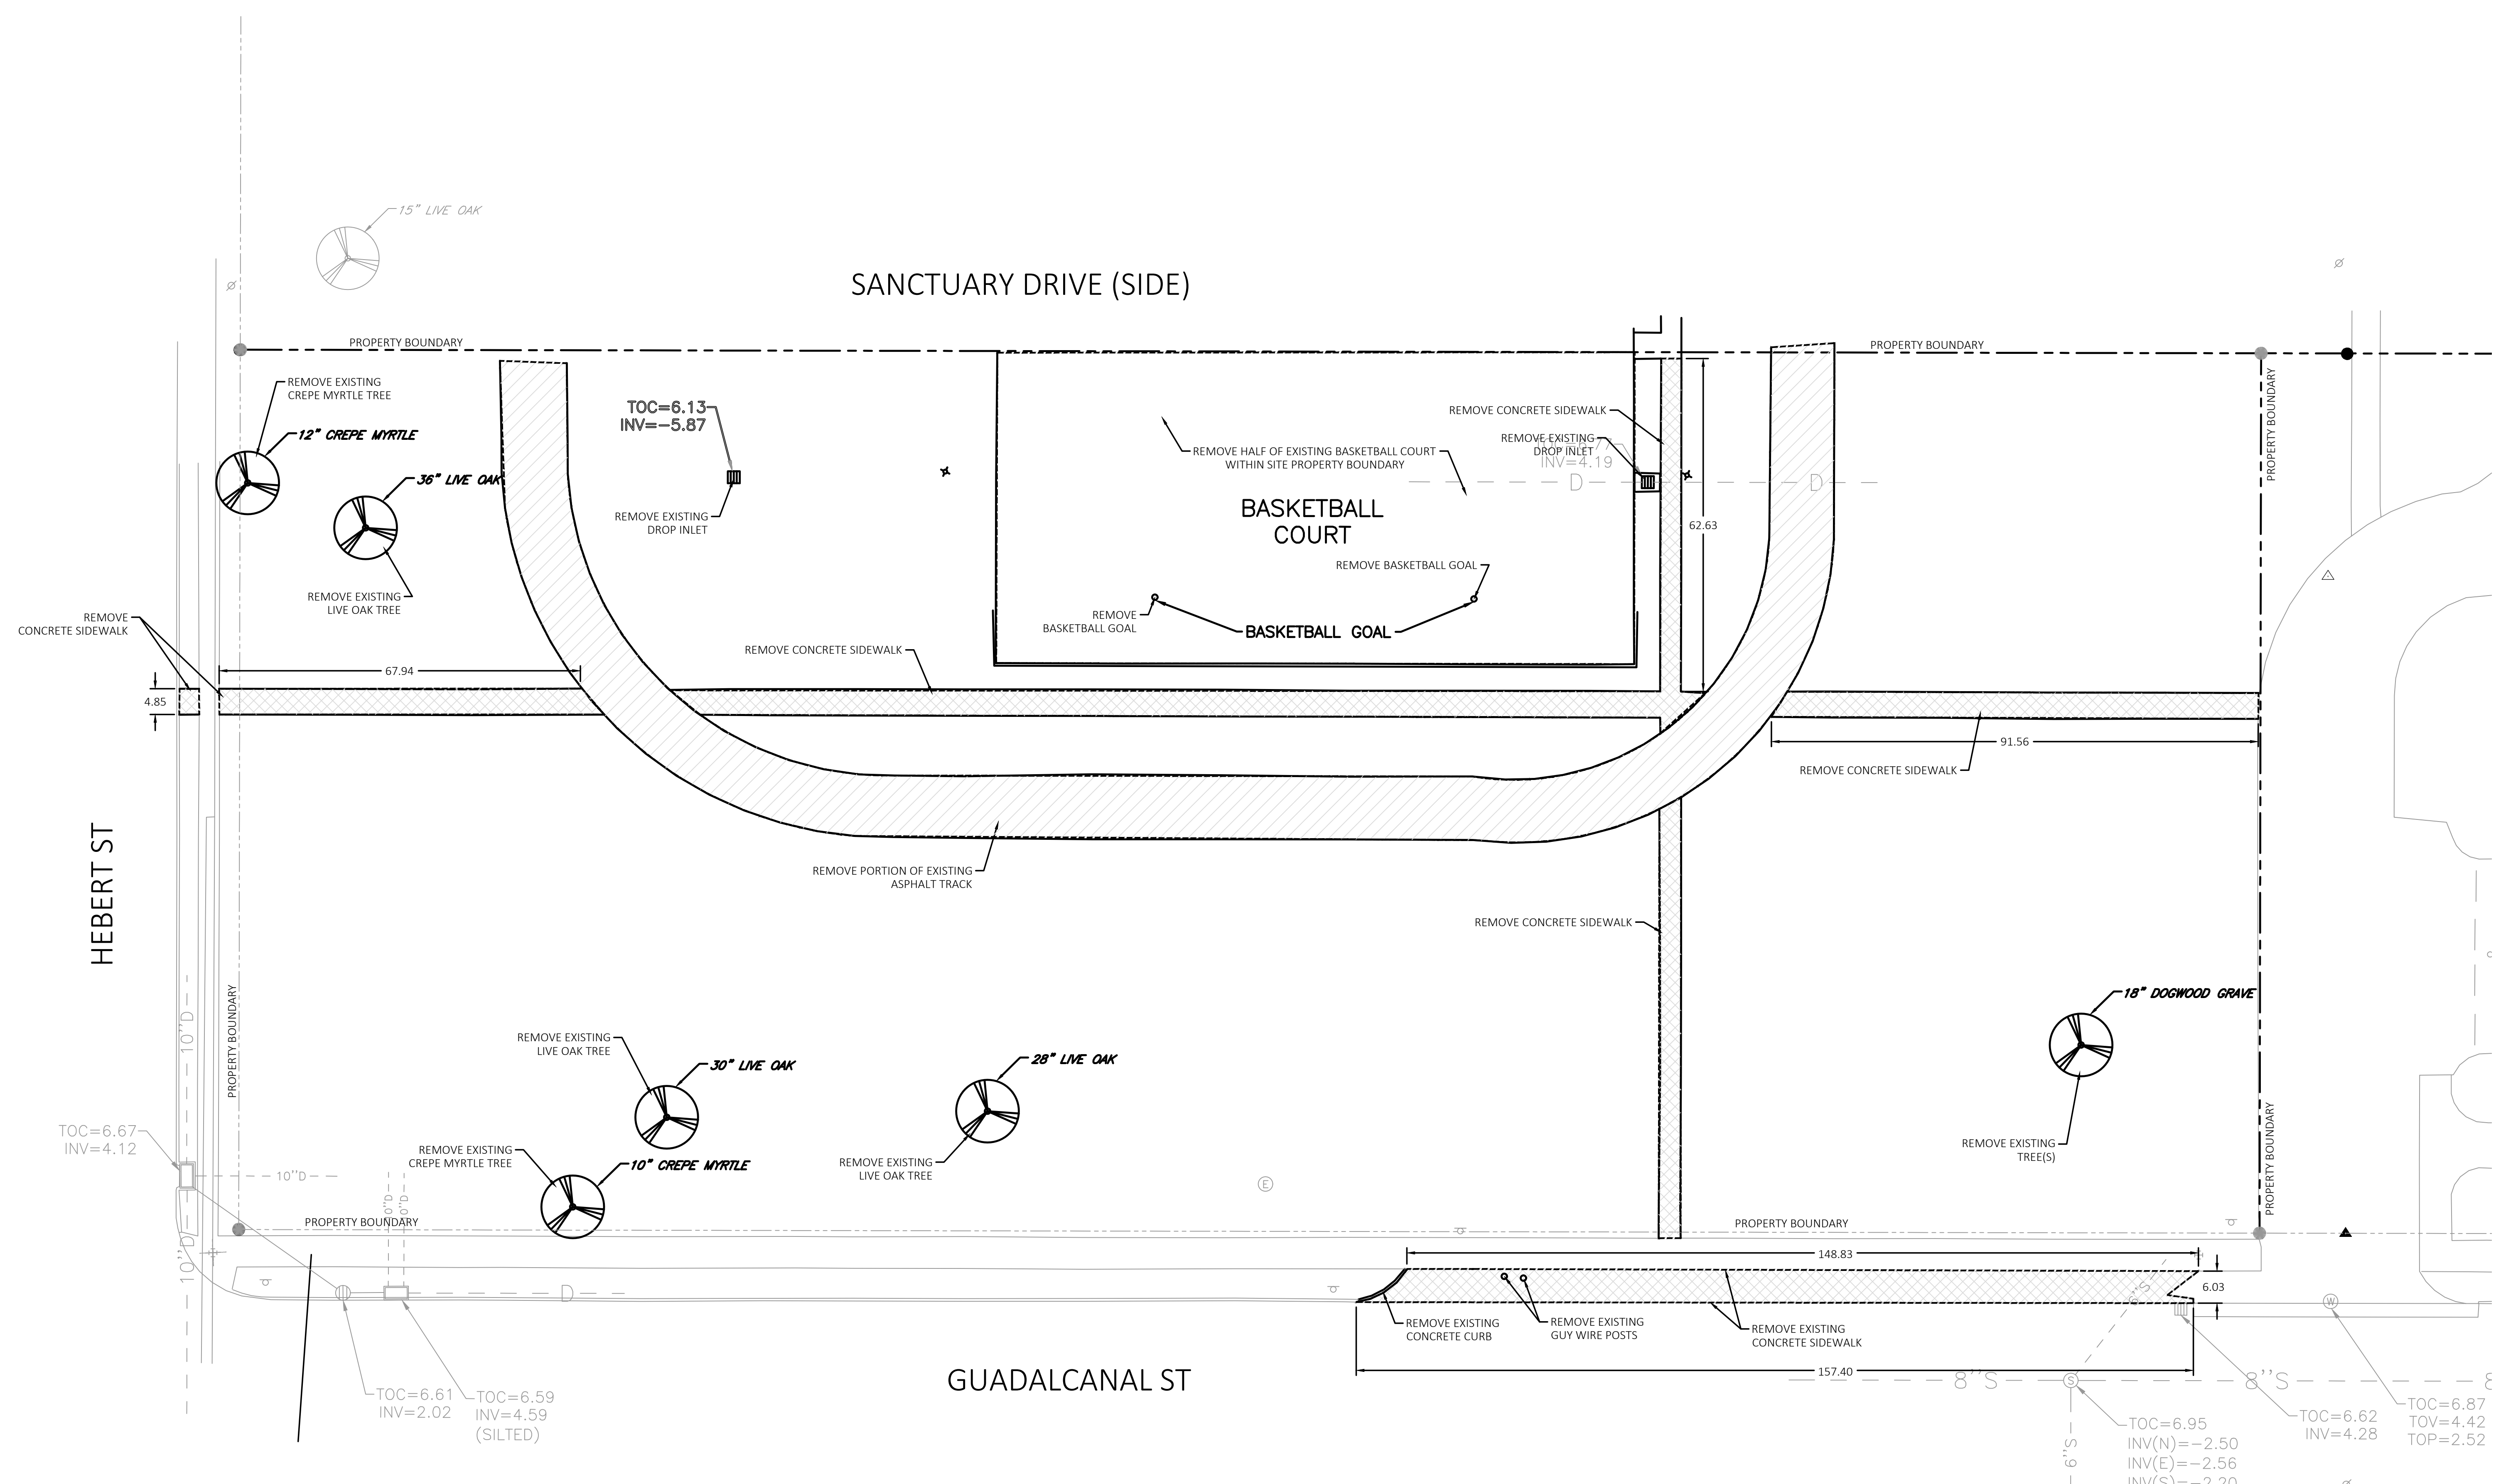 15" LIVE OAK
SANCTUARY DRIVE (SIDE)
PROPERTY BOUNDARY
PROPERTY BOUNDARY
PROPERTY BOUNDARY
REMOVE EXISTING
CREPE MYRTLE TREE
12" CREPE MYRTLE
36" LIVE OAK
REMOVE EXISTING
LIVE OAK TREE
TOC=6.13
INV=-5.87
REMOVE EXISTING
DROP INLET
REMOVE HALF OF EXISTING BASKETBALL COURT
WITHIN SITE PROPERTY BOUNDARY
BASKETBALL
COURT
REMOVE CONCRETE SIDEWALK
REMOVE EXISTING
DROP INLET
INV=4.19
D
D
62.63
REMOVE BASKETBALL GOAL
REMOVE
BASKETBALL GOAL
BASKETBALL GOAL
REMOVE
CONCRETE SIDEWALK
67.94
4.85
REMOVE CONCRETE SIDEWALK
91.56
REMOVE CONCRETE SIDEWALK
REMOVE PORTION OF EXISTING
ASPHALT TRACK
HEBERT ST
REMOVE CONCRETE SIDEWALK
PROPERTY BOUNDARY
10"D
18" DOGWOOD GRAVE
REMOVE EXISTING
LIVE OAK TREE
30" LIVE OAK
28" LIVE OAK
REMOVE EXISTING
LIVE OAK TREE
REMOVE EXISTING
CREPE MYRTLE TREE
10" CREPE MYRTLE
REMOVE EXISTING
TREE(S)
PROPERTY BOUNDARY
TOC=6.67
INV=4.12
10"D
0"D
0"D
E
PROPERTY BOUNDARY
PROPERTY BOUNDARY
10"D
D
148.83
6.03
6"S
W
REMOVE EXISTING
CONCRETE CURB
REMOVE EXISTING
GUY WIRE POSTS
REMOVE EXISTING
CONCRETE SIDEWALK
157.40
GUADALCANAL ST
8"S
S
8"S
8
TOC=6.61
INV=2.02
TOC=6.59
INV=4.59
(SILTED)
6"S
TOC=6.95
INV(N)=-2.50
INV(E)=-2.56
INV(S)=-2.20
TOC=6.62
INV=4.28
TOC=6.87
TOV=4.42
TOP=2.52